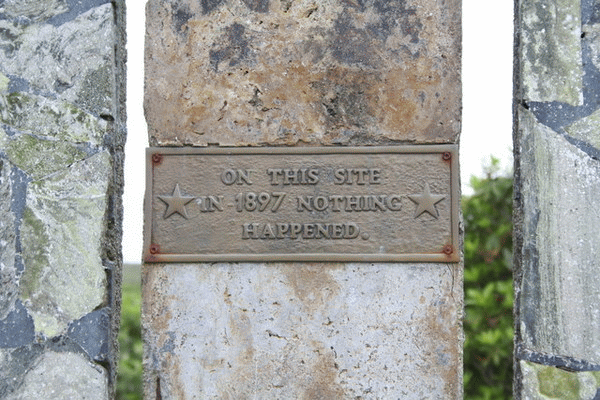 ON THIS SITE
IN 1897 NOTHING
HAPPENED.